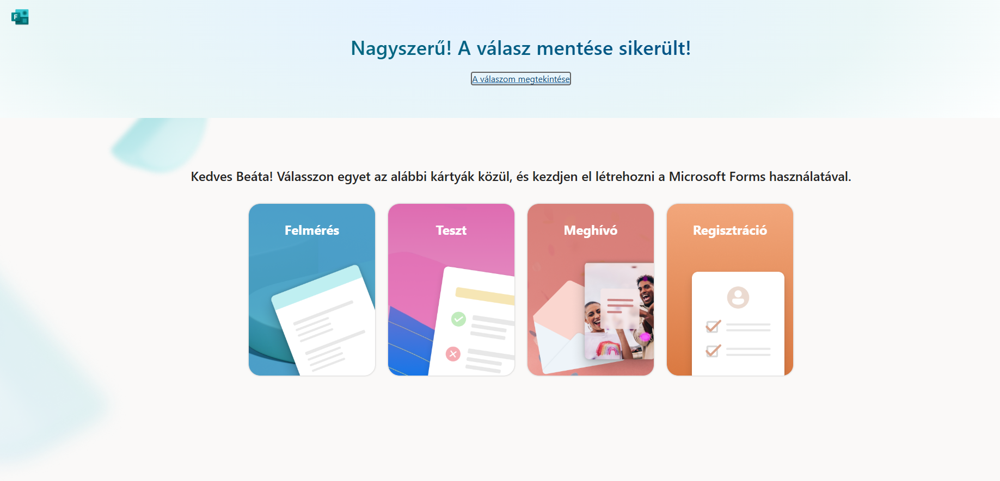 F
Nagyszerű! A válasz mentése sikerült!
A válaszom megtekintése
Kedves Beáta! Válasszon egyet az alábbi kártyák közül, és kezdjen el létrehozni a Microsoft Forms használatával.
Felmérés
Teszt
Meghívó
Regisztráció